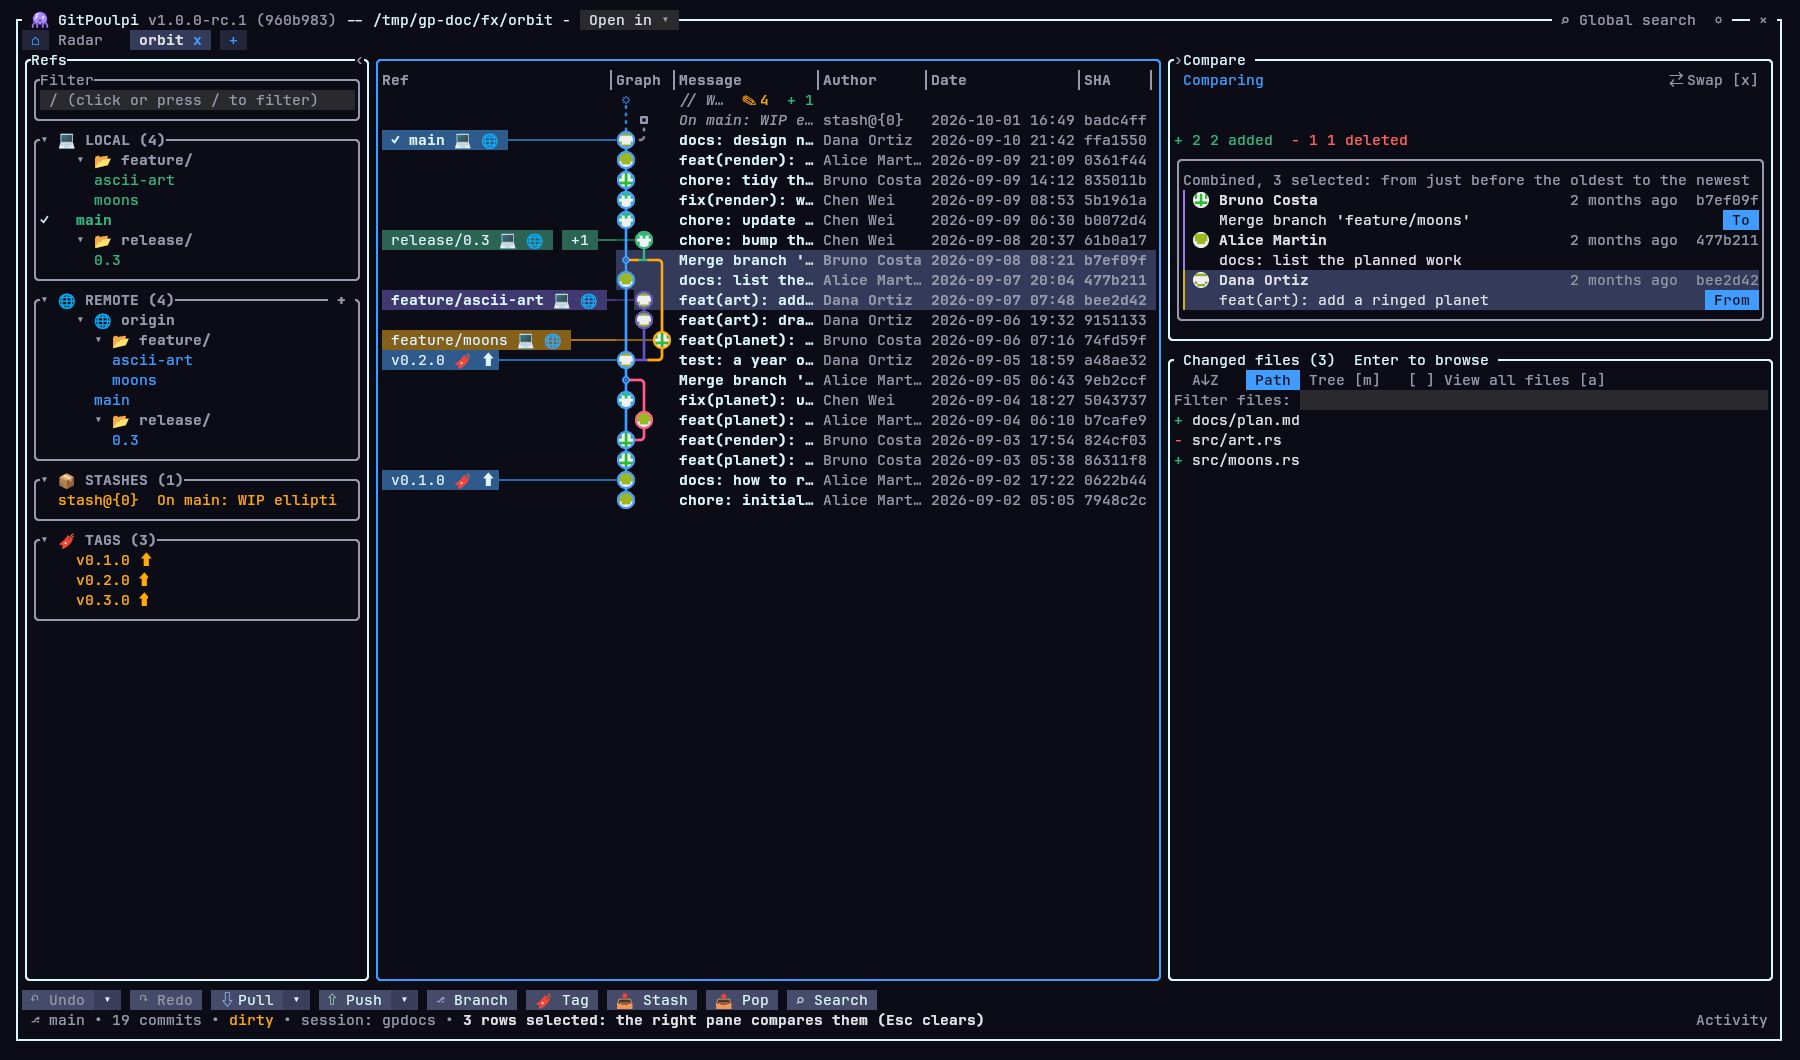 GitPoulpi v1.0.0-rc.1 (960b983) —— /tmp/gp-doc/fx/orbit - Open in ▾ ⌕ Global search ⚙ ×
⌂ Radar orbit x +
Refs ‹
Filter
/ (click or press / to filter)
▾ LOCAL (4)
▾ feature/
ascii-art
moons
✓ main
▾ release/
0.3
▾ REMOTE (4) +
▾ origin
▾ feature/
ascii-art
moons
main
▾ release/
0.3
▾ STASHES (1)
stash@{0} On main: WIP ellipti
▾ TAGS (3)
v0.1.0 ⬆
v0.2.0 ⬆
v0.3.0 ⬆
Ref Graph Message Author Date SHA
// W… ✎ 4 + 1
On main: WIP e… stash@{0} 2026-10-01 16:49 badc4ff
✓ main docs: design n… Dana Ortiz 2026-09-10 21:42 ffa1550
feat(render): … Alice Mart… 2026-09-09 21:09 0361f44
chore: tidy th… Bruno Costa 2026-09-09 14:12 835011b
fix(render): w… Chen Wei 2026-09-09 08:53 5b1961a
chore: update … Chen Wei 2026-09-09 06:30 b0072d4
release/0.3 +1 chore: bump th… Chen Wei 2026-09-08 20:37 61b0a17
Merge branch '… Bruno Costa 2026-09-08 08:21 b7ef09f
docs: list the… Alice Mart… 2026-09-07 20:04 477b211
feature/ascii-art feat(art): add… Dana Ortiz 2026-09-07 07:48 bee2d42
feat(art): dra… Dana Ortiz 2026-09-06 19:32 9151133
feature/moons feat(planet): … Bruno Costa 2026-09-06 07:16 74fd59f
v0.2.0 ⬆ test: a year o… Dana Ortiz 2026-09-05 18:59 a48ae32
Merge branch '… Alice Mart… 2026-09-05 06:43 9eb2ccf
fix(planet): u… Chen Wei 2026-09-04 18:27 5043737
feat(planet): … Alice Mart… 2026-09-04 06:10 b7cafe9
feat(render): … Bruno Costa 2026-09-03 17:54 824cf03
feat(planet): … Bruno Costa 2026-09-03 05:38 86311f8
v0.1.0 ⬆ docs: how to r… Alice Mart… 2026-09-02 17:22 0622b44
chore: initial… Alice Mart… 2026-09-02 05:05 7948c2c
› Compare
Comparing ⇄ Swap [x]
+ 2 2 added - 1 1 deleted
Combined, 3 selected: from just before the oldest to the newest
Bruno Costa 2 months ago b7ef09f
Merge branch 'feature/moons' To
Alice Martin 2 months ago 477b211
docs: list the planned work
Dana Ortiz 2 months ago bee2d42
feat(art): add a ringed planet From
Changed files (3) Enter to browse
A↓Z Path Tree [m] [ ] View all files [a]
Filter files:
+ docs/plan.md
- src/art.rs
+ src/moons.rs
↶ Undo ▾ ↷ Redo ⇩ Pull ▾ ⇧ Push ▾ ⎇ Branch Tag Stash Pop ⌕ Search
⎇ main • 19 commits • dirty • session: gpdocs • 3 rows selected: the right pane compares them (Esc clears) Activity